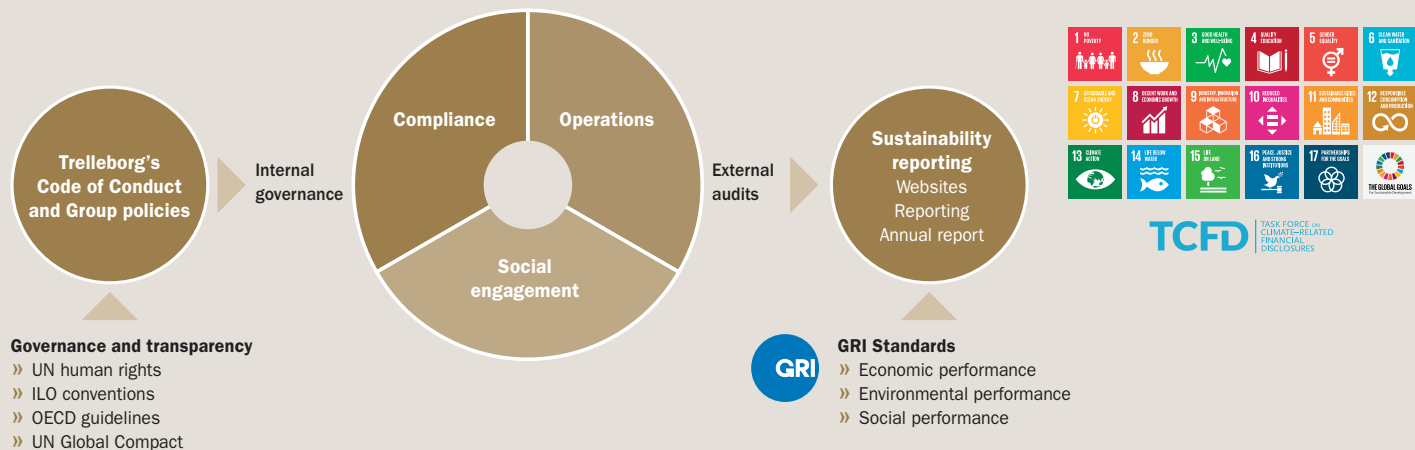 Trelleborg's
Code of Conduct
and Group policies
Internal
governance
Compliance
Operations
Social
engagement
External
audits
Sustainability
reporting
Websites
Reporting
Annual report
Governance and transparency
» UN human rights
» ILO conventions
» OECD guidelines
» UN Global Compact
GRI
GRI Standards
» Economic performance
» Environmental performance
» Social performance
1 NO
POVERTY
2 ZERO
HUNGER
3 GOOD HEALTH
AND WELL-BEING
4 QUALITY
EDUCATION
5 GENDER
EQUALITY
6 CLEAN WATER
AND SANITATION
7 AFFORDABLE AND
CLEAN ENERGY
8 DECENT WORK AND
ECONOMIC GROWTH
9 INDUSTRY, INNOVATION
AND INFRASTRUCTURE
10 REDUCED
INEQUALITIES
11 SUSTAINABLE CITIES
AND COMMUNITIES
12 RESPONSIBLE
CONSUMPTION
AND PRODUCTION
13 CLIMATE
ACTION
14 LIFE BELOW
WATER
15 LIFE
ON LAND
16 PEACE, JUSTICE
AND STRONG
INSTITUTIONS
17 PARTNERSHIPS
FOR THE GOALS
THE GLOBAL GOALS
For Sustainable Development
TCFD
TASK FORCE ON
CLIMATE–RELATED
FINANCIAL
DISCLOSURES